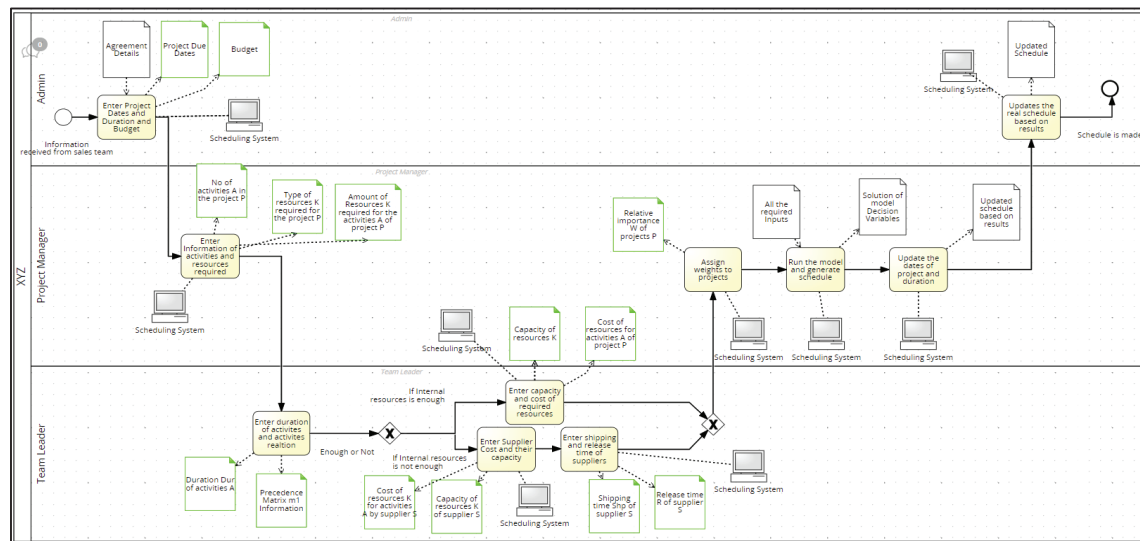 Admin
0
Agreement
Details
Project Due
Dates
Budget
Updated
Schedule
Admin
Enter Project
Dates and
Duration and
Budget
Scheduling System
Scheduling System
Updates the
real schedule
based on
results
Information
received from sales team
Schedule is made
XYZ
Project Manager
Project Manager
No of
activities A in
the project P
Type of
resources K
required for
the project P
Amount of
Resources K
required for the
activities A of
project P
Relative
importance
W of
projects P
All the
required
Inputs
Solution of
model
Decision
Variables
Updated
schedule
based on
results
Enter
Information of
activities and
resources
required
Assign
weights to
projects
Run the model
and generate
schedule
Update the
dates of
project and
duration
Scheduling System
Scheduling System
Capacity of
resources K
Cost of
resources for
activities A of
project P
Scheduling System
Scheduling System
Scheduling System
Team Leader
Team Leader
If Internal
resources is enough
Enter capacity
and cost of
required
resources
Enter duration
of activites
and activites
realtion
Enough or Not
Enter Supplier
Cost and their
capacity
Enter shipping
and release
time of
suppliers
If Internal resources
is not enough
Scheduling System
Duration Dur
of activities A
Precedence
Matrix m1
Information
Cost of
resources K
for activities
A by supplier S
Capacity of
resources K
of supplier S
Scheduling System
Shipping
time Shp of
supplier S
Release time
R of supplier
S